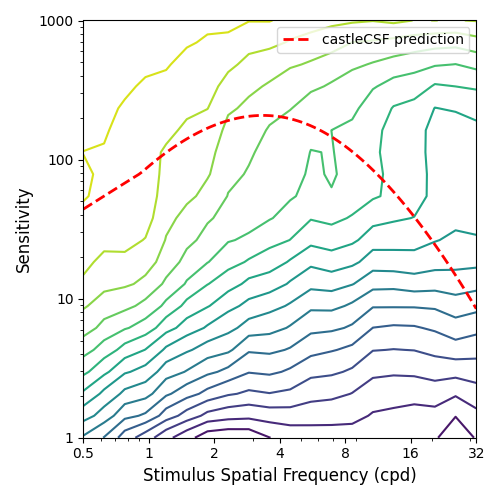 1000
castleCSF prediction
100
Sensitivity
10
1
0.5 1 2 4 8 16 32
Stimulus Spatial Frequency (cpd)